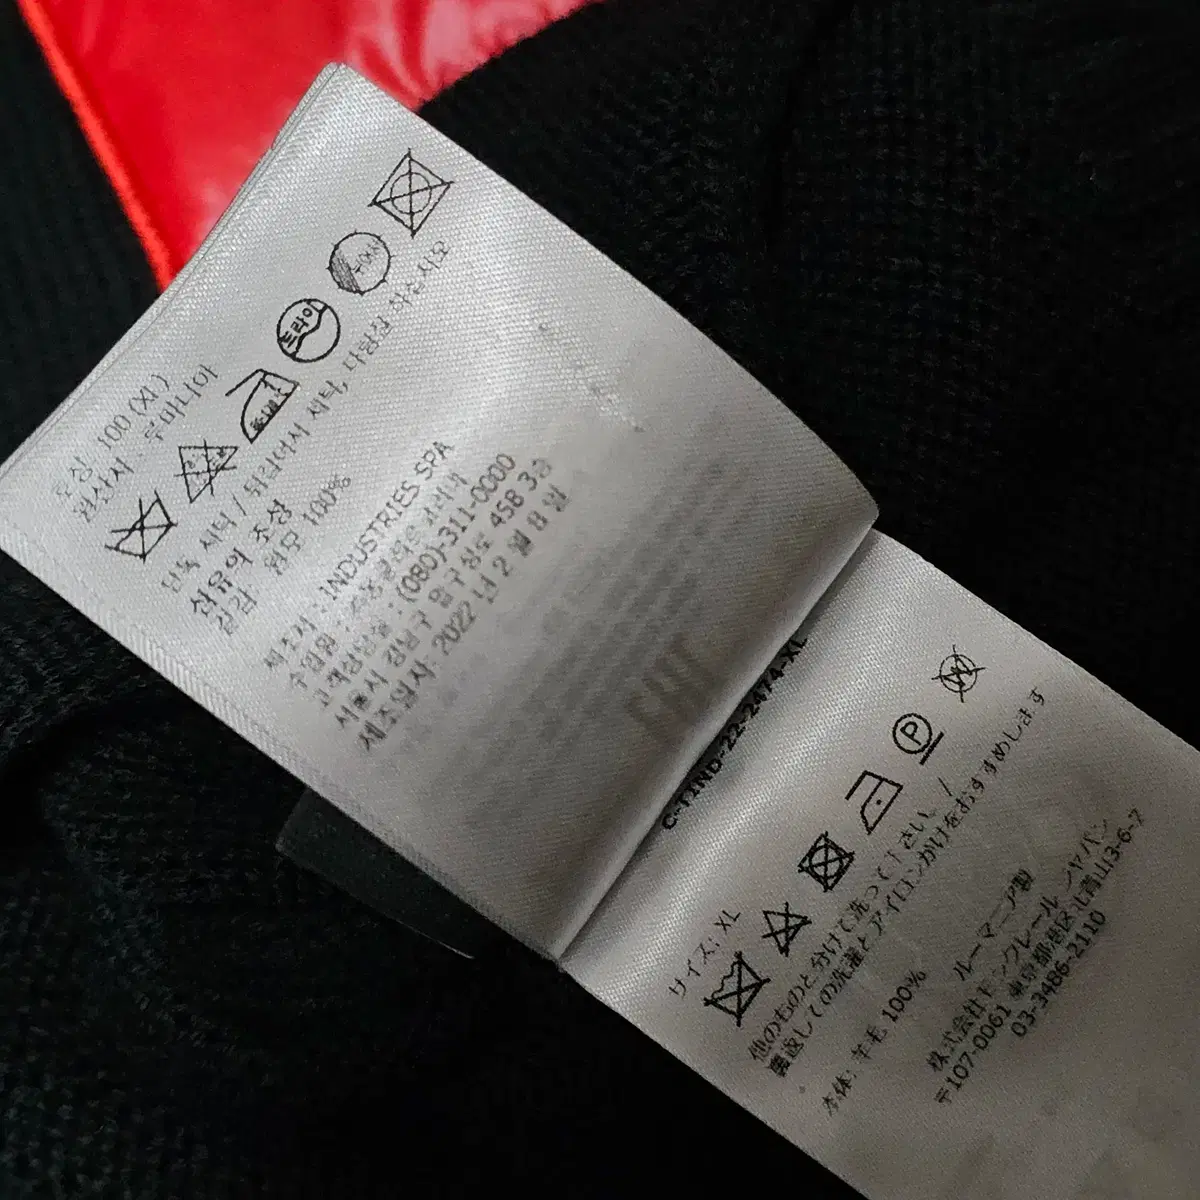 호칭: 100 (XL)
원산지 : 루마니아
드라이
단독 세탁 / 뒤집어서 세탁, 다림질 하십시오
섬유의 조성
겉감 원모 100%
제조자 : INDUSTRIES SPA
고객상담실 : (080)-311-0000
서울시 강남구 압구정로 458 3층
제조일자: 2022 년 2 월 8 일
C-TIND-22-2474-XL
P
W
サイズ: XL
他のものと分けて洗って下さい。/
裏返しての洗濯とアイロンがけをおすすめします
本体: 羊毛 100%
ルーマニア製
株式会社モンクレール ジャパン
〒107-0061 東京都港区北青山3-6-7
03-3486-2110